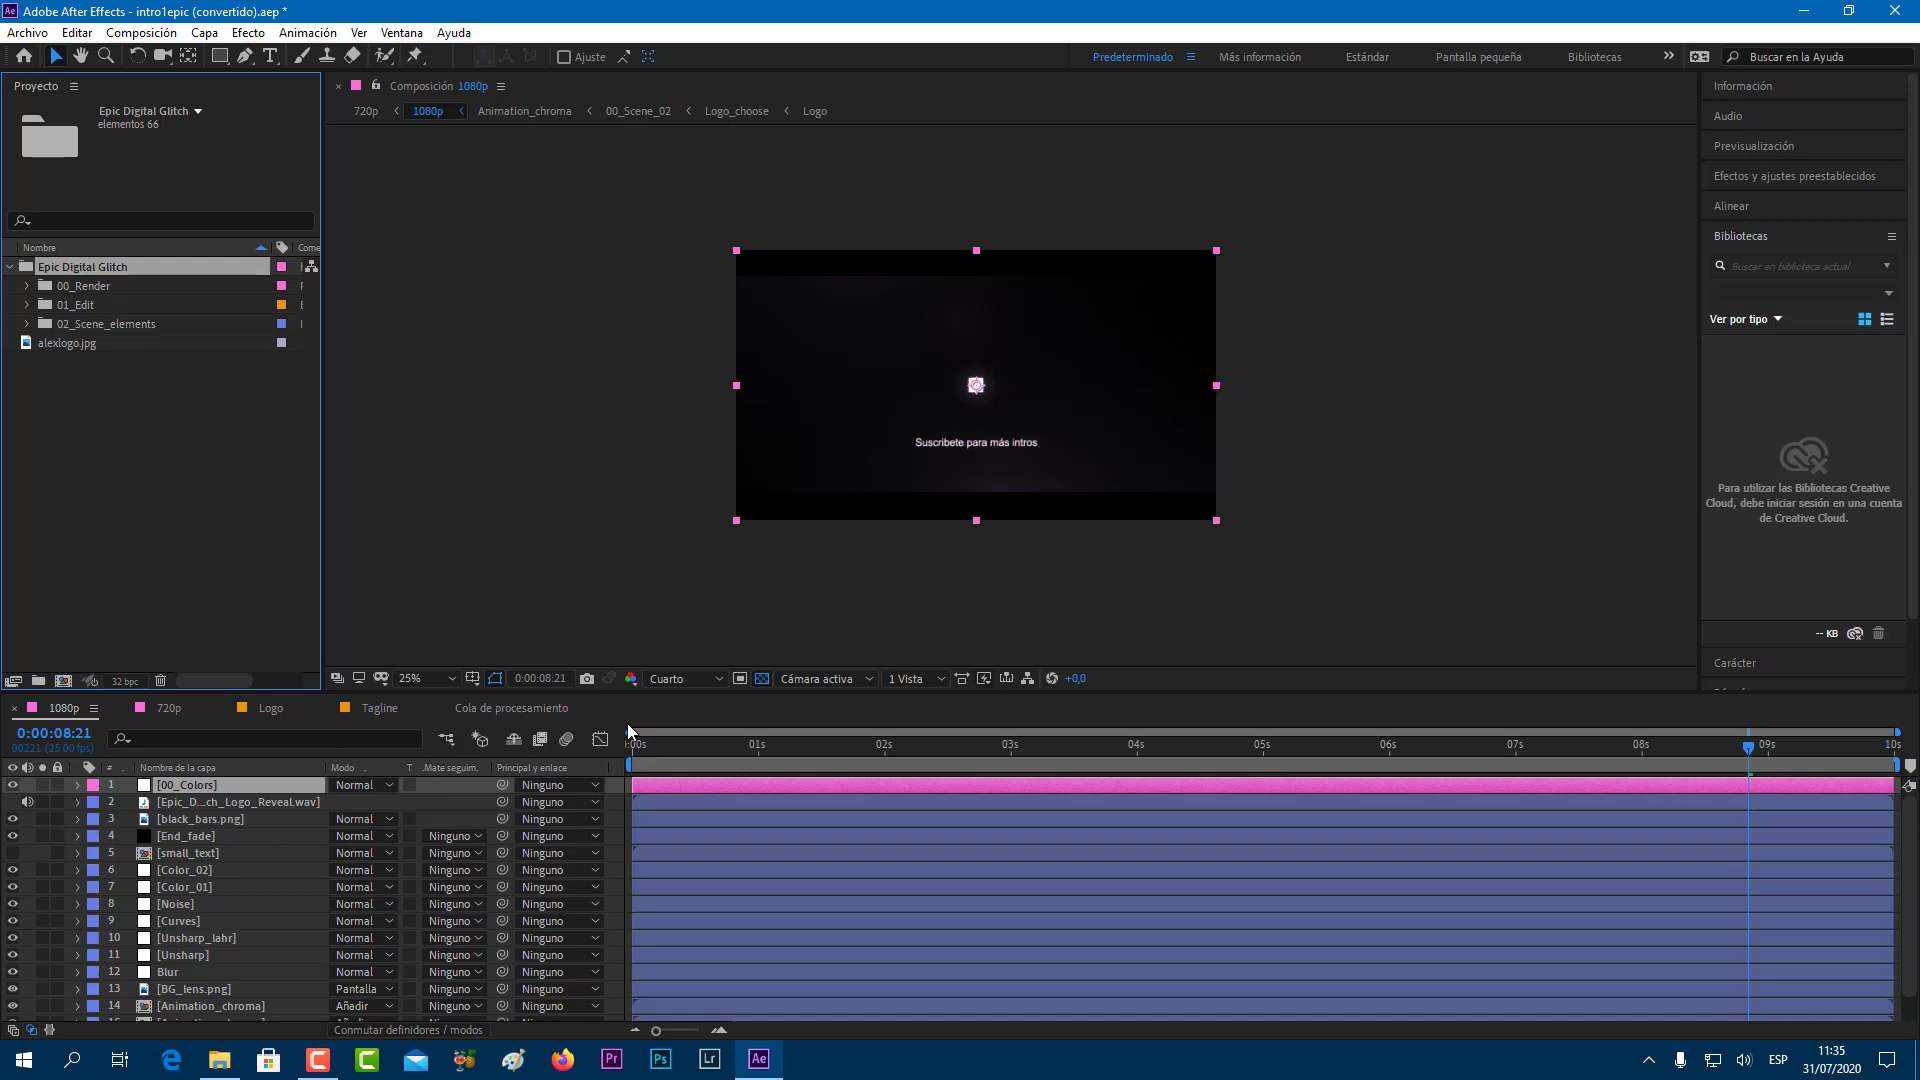 Adobe After Effects - intro1epic (convertido).aep *
Archivo Editar Composición Capa Efecto Animación Ver Ventana Ayuda
Ajuste Predeterminado Más información Estándar Pantalla pequeña Bibliotecas Buscar en la Ayuda
Proyecto
Epic Digital Glitch
elementos 66
Nombre Come
Epic Digital Glitch
00_Render
01_Edit
02_Scene_elements
alexlogo.jpg
32 bpc
Composición 1080p
720p 1080p Animation_chroma 00_Scene_02 Logo_choose Logo
Suscribete para más intros
25% 0:00:08:21 Cuarto Cámara activa 1 Vista +0,0
Información
Audio
Previsualización
Efectos y ajustes preestablecidos
Alinear
Bibliotecas
Buscar en biblioteca actual
Ver por tipo
Para utilizar las Bibliotecas Creative
Cloud, debe iniciar sesión en una cuenta
de Creative Cloud.
-- KB
Carácter
1080p 720p Logo Tagline Cola de procesamiento
0:00:08:21
00221 (25.00 fps)
:00s 01s 02s 03s 04s 05s 06s 07s 08s 09s 10s
# Nombre de la capa Modo T .Mate seguim. Principal y enlace
1 [00_Colors] Normal Ninguno
2 [Epic_D...ch_Logo_Reveal.wav] Ninguno
3 [black_bars.png] Normal Ninguno
4 [End_fade] Normal Ninguno Ninguno
5 [small_text] Normal Ninguno Ninguno
6 [Color_02] Normal Ninguno Ninguno
7 [Color_01] Normal Ninguno Ninguno
8 [Noise] Normal Ninguno Ninguno
9 [Curves] Normal Ninguno Ninguno
10 [Unsharp_lahr] Normal Ninguno Ninguno
11 [Unsharp] Normal Ninguno Ninguno
12 Blur Normal Ninguno Ninguno
13 [BG_lens.png] Pantalla Ninguno Ninguno
14 [Animation_chroma] Añadir Ninguno Ninguno
Conmutar definidores / modos
Pr Ps Lr Ae
ESP
11:35
31/07/2020